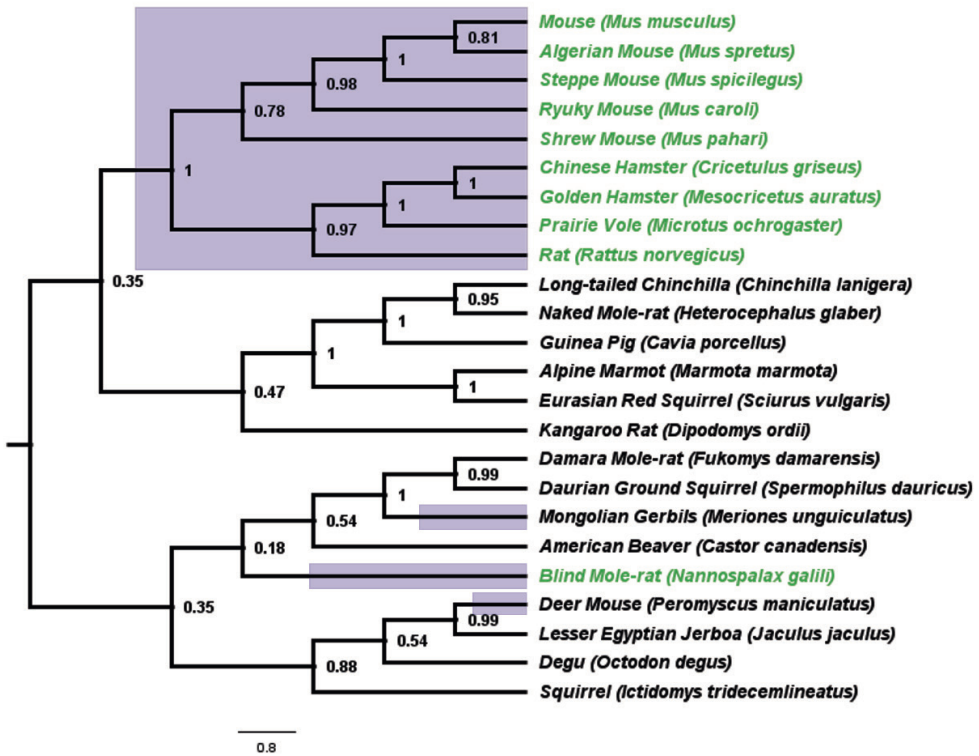 Mouse (Mus musculus)
0.81
Algerian Mouse (Mus spretus)
1
Steppe Mouse (Mus spicilegus)
0.98
Ryuky Mouse (Mus caroli)
0.78
Shrew Mouse (Mus pahari)
1
Chinese Hamster (Cricetulus griseus)
1
Golden Hamster (Mesocricetus auratus)
1
Prairie Vole (Microtus ochrogaster)
0.97
Rat (Rattus norvegicus)
0.35
Long-tailed Chinchilla (Chinchilla lanigera)
0.95
Naked Mole-rat (Heterocephalus glaber)
1
Guinea Pig (Cavia porcellus)
1
Alpine Marmot (Marmota marmota)
1
0.47
Eurasian Red Squirrel (Sciurus vulgaris)
Kangaroo Rat (Dipodomys ordii)
Damara Mole-rat (Fukomys damarensis)
0.99
Daurian Ground Squirrel (Spermophilus dauricus)
1
Mongolian Gerbils (Meriones unguiculatus)
0.54
American Beaver (Castor canadensis)
0.18
Blind Mole-rat (Nannospalax galili)
0.35
Deer Mouse (Peromyscus maniculatus)
0.99
Lesser Egyptian Jerboa (Jaculus jaculus)
0.54
Degu (Octodon degus)
0.88
Squirrel (Ictidomys tridecemlineatus)
0.8